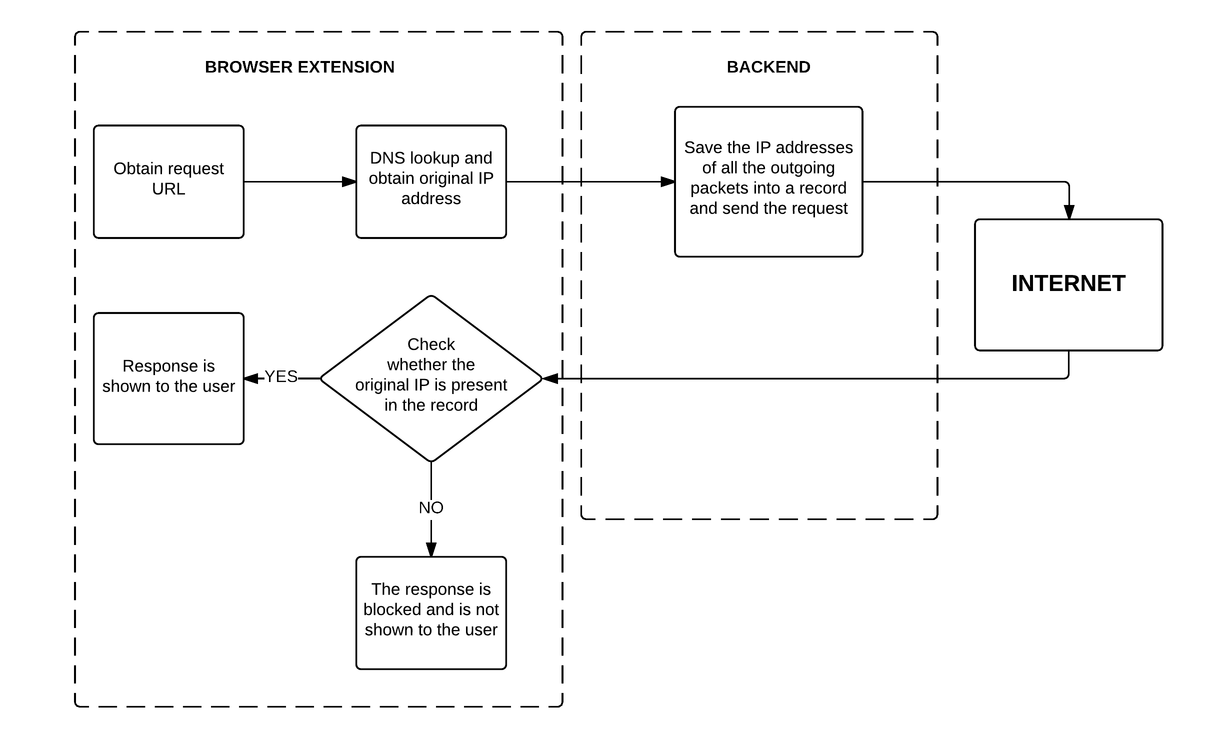 BROWSER EXTENSION
BACKEND
Obtain request
URL
DNS lookup and
obtain original IP
address
Save the IP addresses
of all the outgoing
packets into a record
and send the request
INTERNET
Check
whether the
original IP is present
in the record
YES
Response is
shown to the user
NO
The response is
blocked and is not
shown to the user